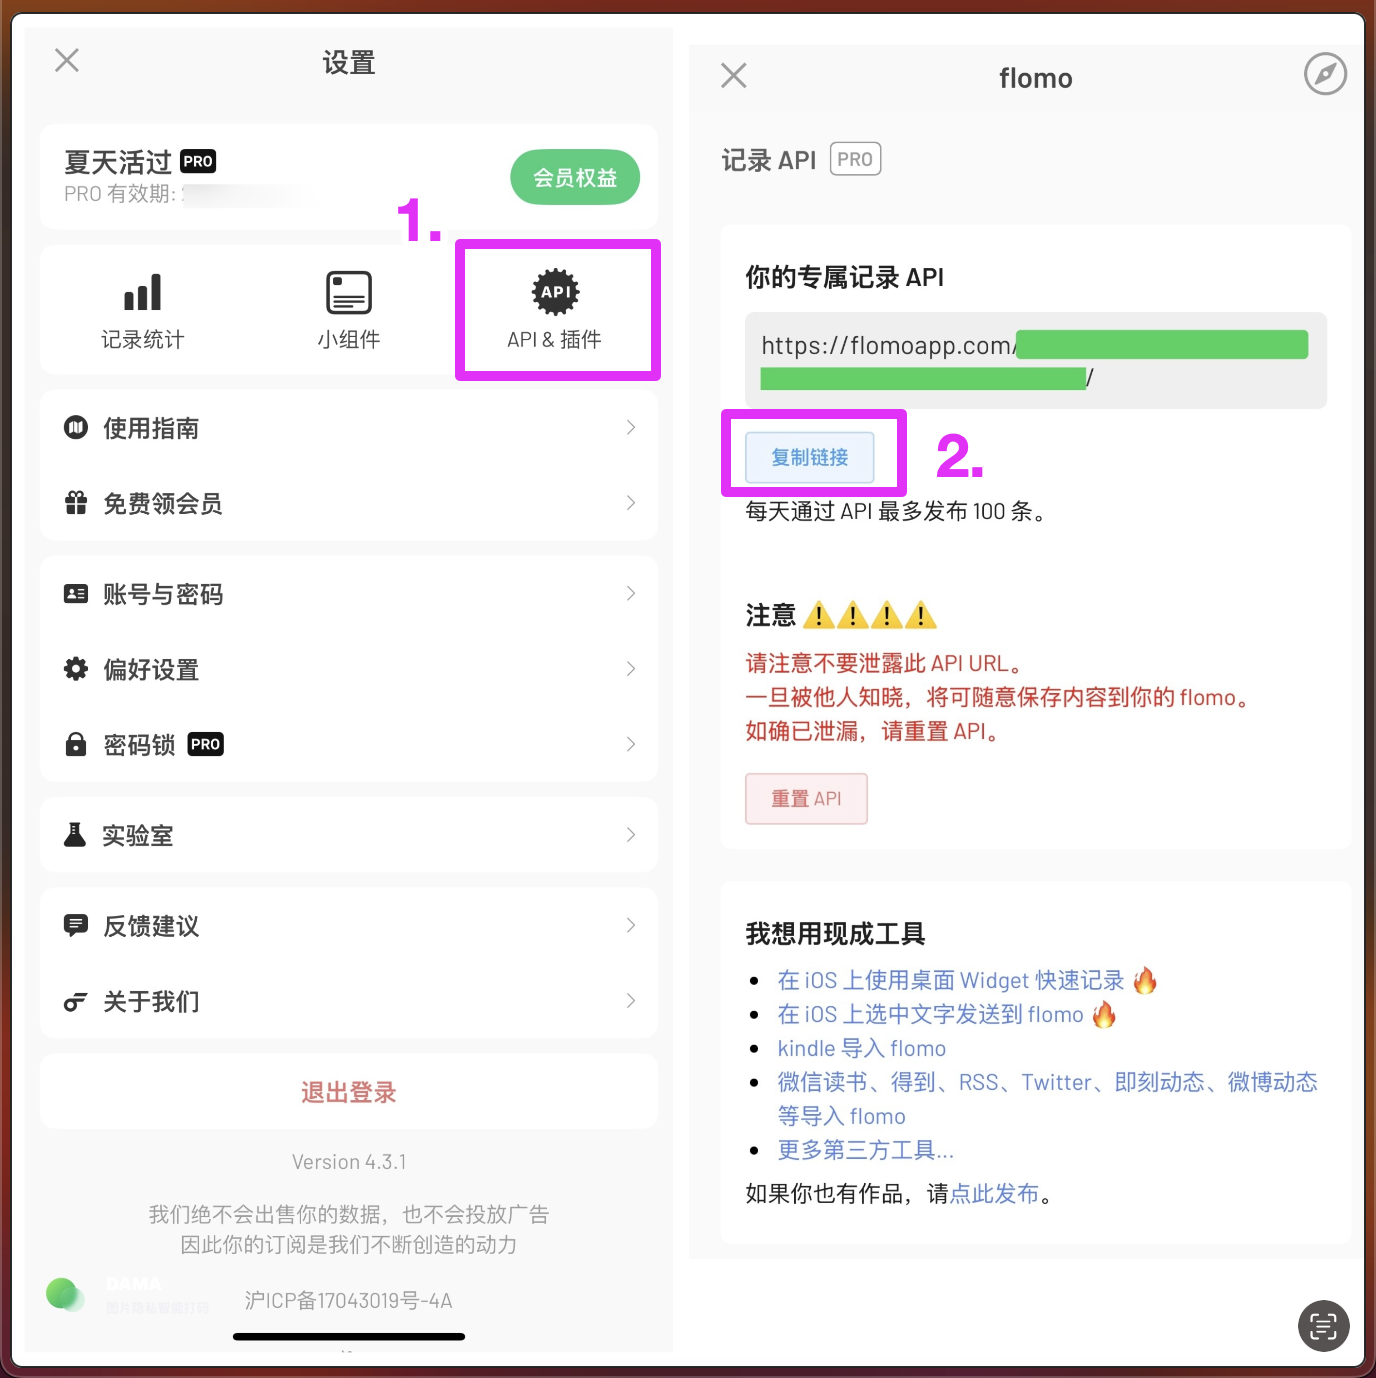 设置
夏天活过 PRO
PRO 有效期:
会员权益
1.
记录统计
小组件
API
API & 插件
使用指南
免费领会员
账号与密码
偏好设置
密码锁 PRO
实验室
反馈建议
关于我们
退出登录
Version 4.3.1
我们绝不会出售你的数据，也不会投放广告
因此你的订阅是我们不断创造的动力
DAMA
图片隐私智能打码
沪ICP备17043019号-4A
flomo
记录 API PRO
你的专属记录 API
https://flomoapp.com/
/
复制链接
2.
每天通过 API 最多发布 100 条。
注意 ⚠️⚠️⚠️⚠️
请注意不要泄露此 API URL。
一旦被他人知晓，将可随意保存内容到你的 flomo。
如确已泄漏，请重置 API。
重置 API
我想用现成工具
• 在 iOS 上使用桌面 Widget 快速记录 🔥
• 在 iOS 上选中文字发送到 flomo 🔥
• kindle 导入 flomo
• 微信读书、得到、RSS、Twitter、即刻动态、微博动态
等导入 flomo
• 更多第三方工具...
如果你也有作品，请点此发布。